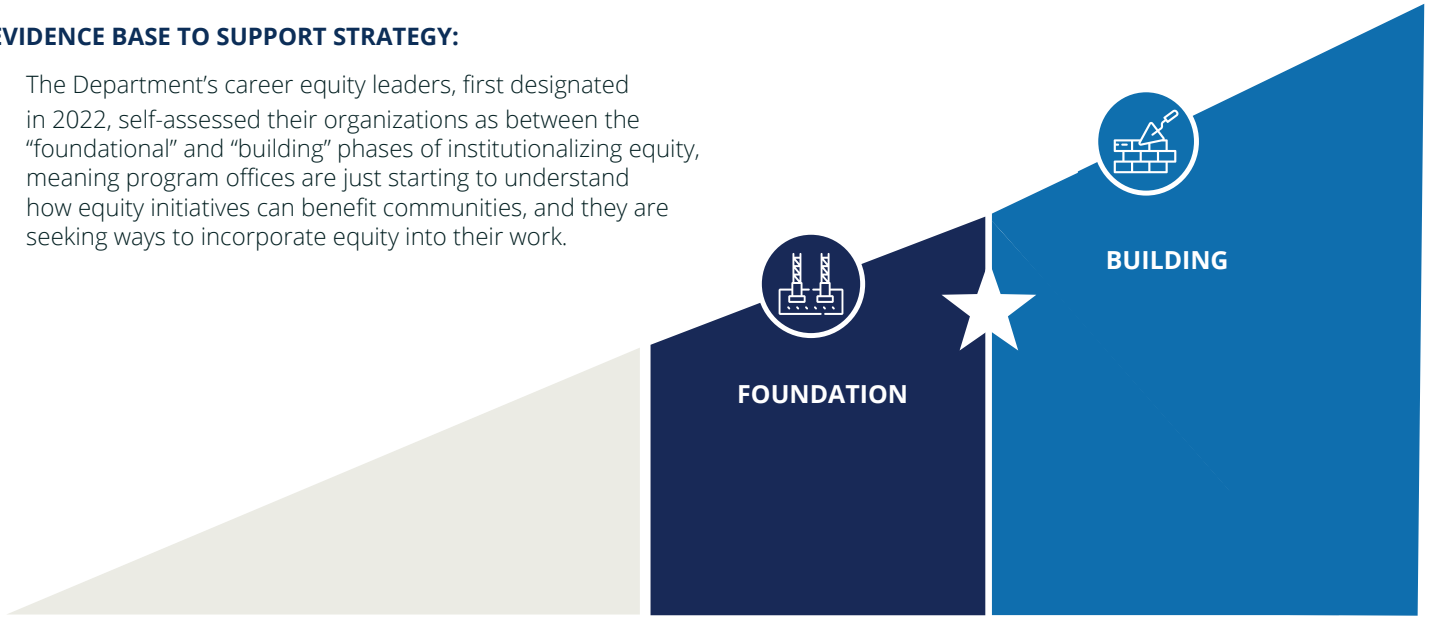 EVIDENCE BASE TO SUPPORT STRATEGY:
The Department’s career equity leaders, first designated
in 2022, self-assessed their organizations as between the
“foundational” and “building” phases of institutionalizing equity,
meaning program offices are just starting to understand
how equity initiatives can benefit communities, and they are
seeking ways to incorporate equity into their work.
BUILDING
FOUNDATION